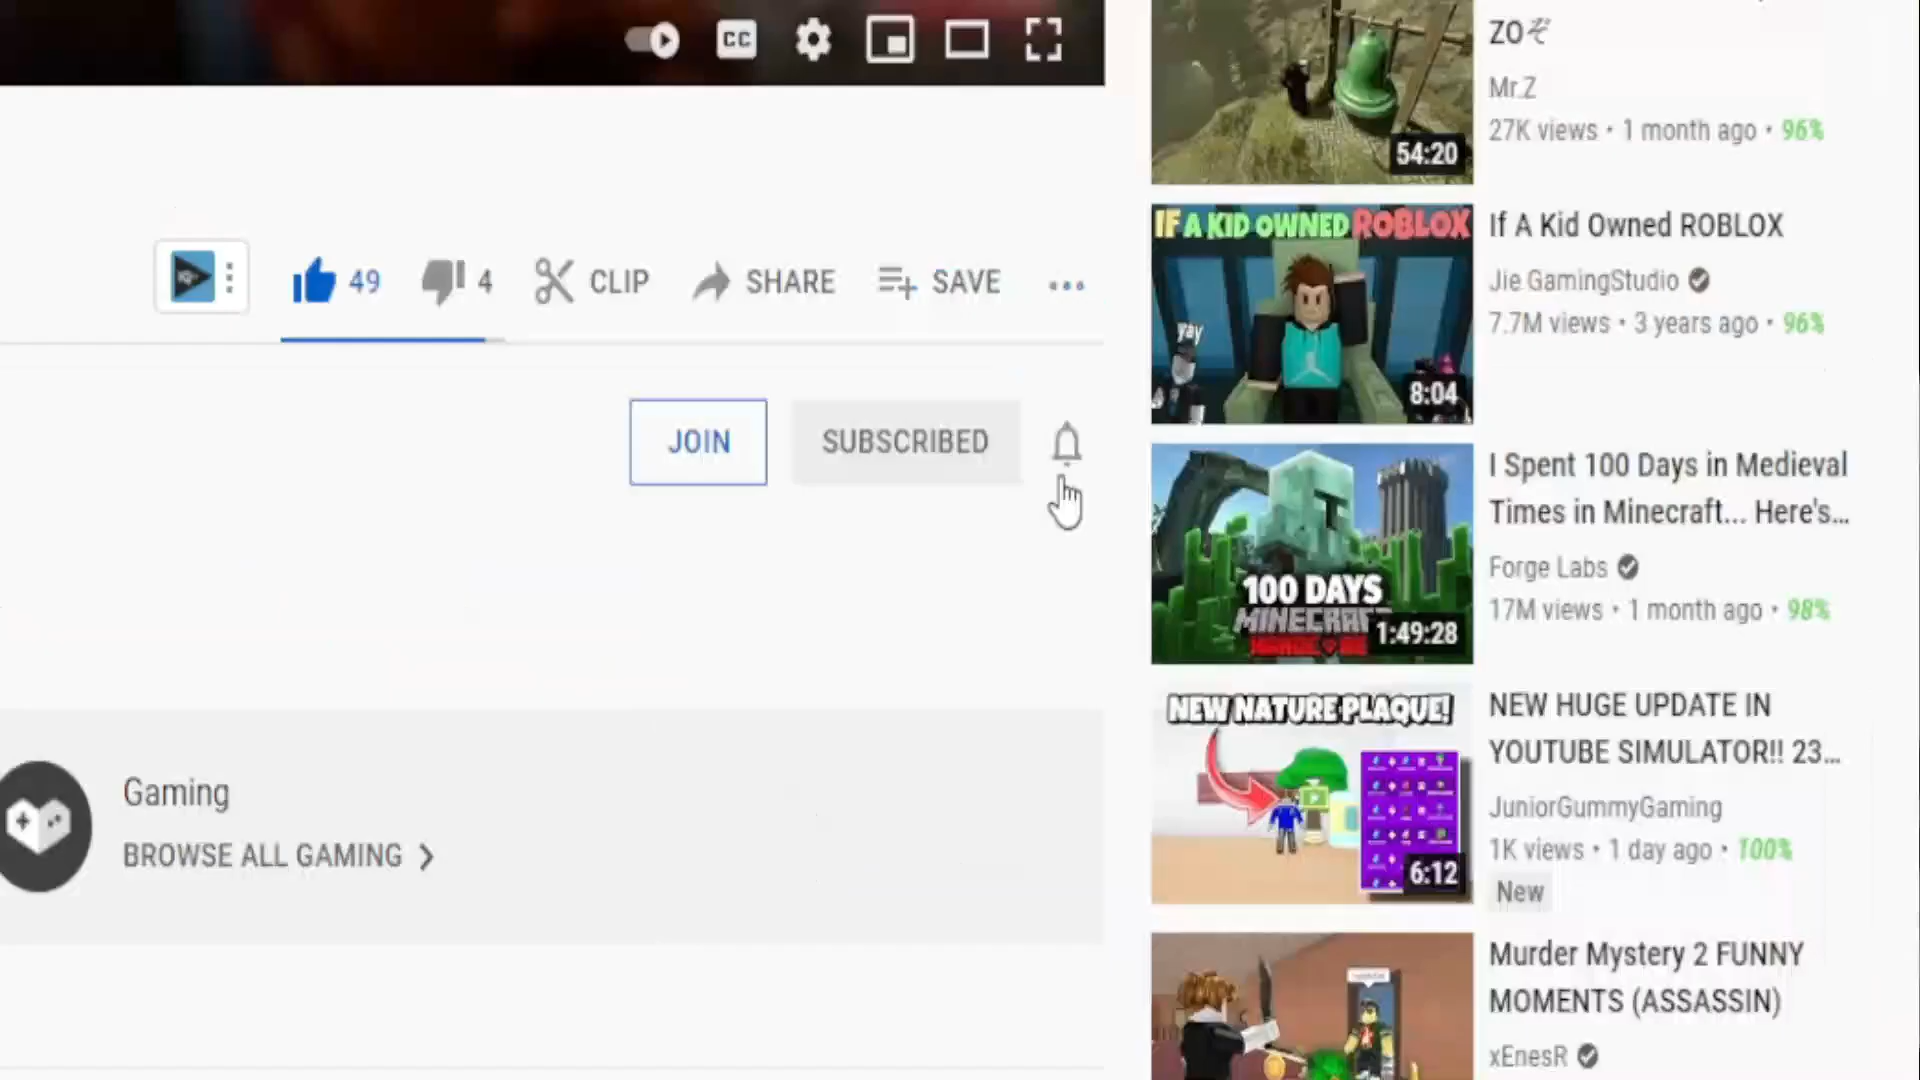 CC
49
4
CLIP
SHARE
SAVE
JOIN
SUBSCRIBED
Gaming
BROWSE ALL GAMING
54:20
ZOぞ
Mr.Z
27K views • 1 month ago • 96%
IF A KID OWNED ROBLOX
yay
8:04
If A Kid Owned ROBLOX
Jie GamingStudio
7.7M views • 3 years ago • 96%
100 DAYS
MINECRAFT
1:49:28
I Spent 100 Days in Medieval
Times in Minecraft... Here's...
Forge Labs
17M views • 1 month ago • 98%
NEW NATURE PLAQUE!
6:12
NEW HUGE UPDATE IN
YOUTUBE SIMULATOR!! 23...
JuniorGummyGaming
1K views • 1 day ago • 100%
New
Murder Mystery 2 FUNNY
MOMENTS (ASSASSIN)
xEnesR